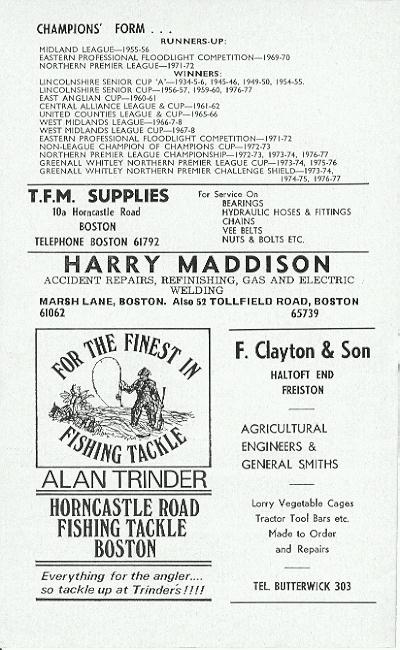 CHAMPIONS' FORM . . .
RUNNERS-UP:
MIDLAND LEAGUE—1955-56
EASTERN PROFESSIONAL FLOODLIGHT COMPETITION—1969-70
NORTHERN PREMIER LEAGUE—1971-72
WINNERS:
LINCOLNSHIRE SENIOR CUP 'A'—1934-5-6, 1945-46, 1949-50, 1954-55.
LINCOLNSHIRE SENIOR CUP—1956-57, 1959-60, 1976-77
EAST ANGLIAN CUP—1960-61
CENTRAL ALLIANCE LEAGUE & CUP—1961-62
UNITED COUNTIES LEAGUE & CUP—1965-66
WEST MIDLANDS LEAGUE—1966-7-8
WEST MIDLANDS LEAGUE CUP—1967-8
EASTERN PROFESSIONAL FLOODLIGHT COMPETITION—1971-72
NON-LEAGUE CHAMPION OF CHAMPIONS CUP—1972-73
NORTHERN PREMIER LEAGUE CHAMPIONSHIP—1972-73, 1973-74, 1976-77
GREENALL WHITLEY NORTHERN PREMIER LEAGUE CUP—1973-74, 1975-76
GREENALL WHITLEY NORTHERN PREMIER CHALLENGE SHIELD—1973-74,
1974-75, 1976-77
T.F.M. SUPPLIES
10a Horncastle Road
BOSTON
TELEPHONE BOSTON 61792
For Service On
BEARINGS
HYDRAULIC HOSES & FITTINGS
CHAINS
VEE BELTS
NUTS & BOLTS ETC.
HARRY MADDISON
ACCIDENT REPAIRS, REFINISHING, GAS AND ELECTRIC
WELDING
MARSH LANE, BOSTON. Also 52 TOLLFIELD ROAD, BOSTON
61062 65739
FOR THE FINEST IN
FISHING TACKLE
ALAN TRINDER
HORNCASTLE ROAD
FISHING TACKLE
BOSTON
Everything for the angler....
so tackle up at Trinder's!!!!
F. Clayton & Son
HALTOFT END
FREISTON
AGRICULTURAL
ENGINEERS &
GENERAL SMITHS
Lorry Vegetable Cages
Tractor Tool Bars etc.
Made to Order
and Repairs
TEL. BUTTERWICK 303